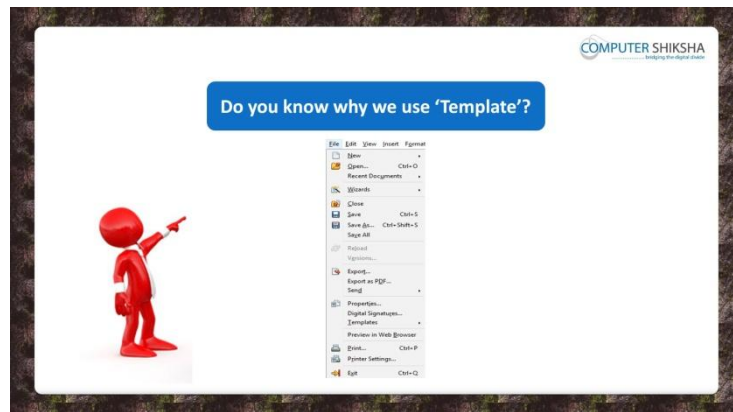 COMPUTER SHIKSHA
bridging the digital divide
Do you know why we use ‘Template’?
File Edit View Insert Format
New
Open... Ctrl+O
Recent Documents
Wizards
Close
Save Ctrl+S
Save As... Ctrl+Shift+S
Save All
Reload
Versions...
Export...
Export as PDF...
Send
Properties...
Digital Signatures...
Templates
Preview in Web Browser
Print... Ctrl+P
Printer Settings...
Exit Ctrl+Q